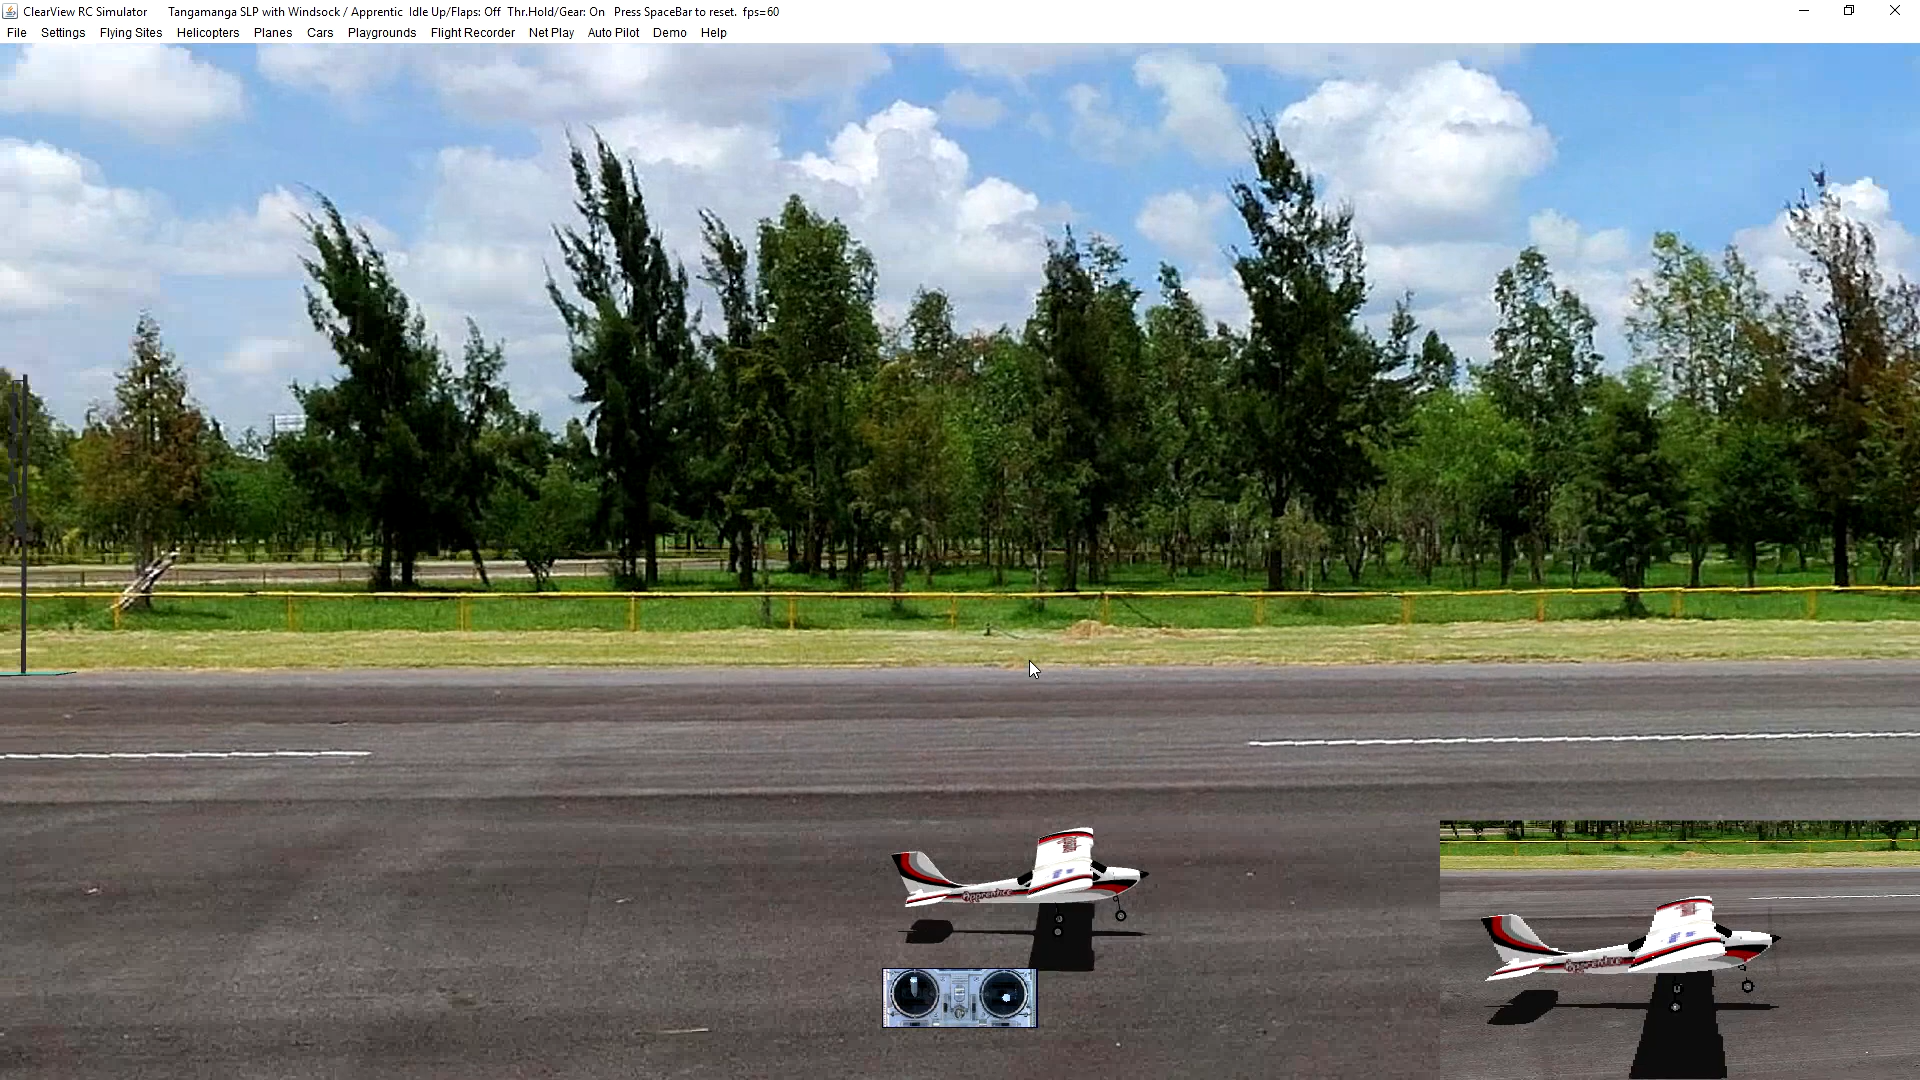 ClearView RC Simulator Tangamanga SLP with Windsock / Apprentic Idle Up/Flaps: Off Thr.Hold/Gear: On Press SpaceBar to reset. fps=60
File Settings Flying Sites Helicopters Planes Cars Playgrounds Flight Recorder Net Play Auto Pilot Demo Help
Apprentice
Apprentice